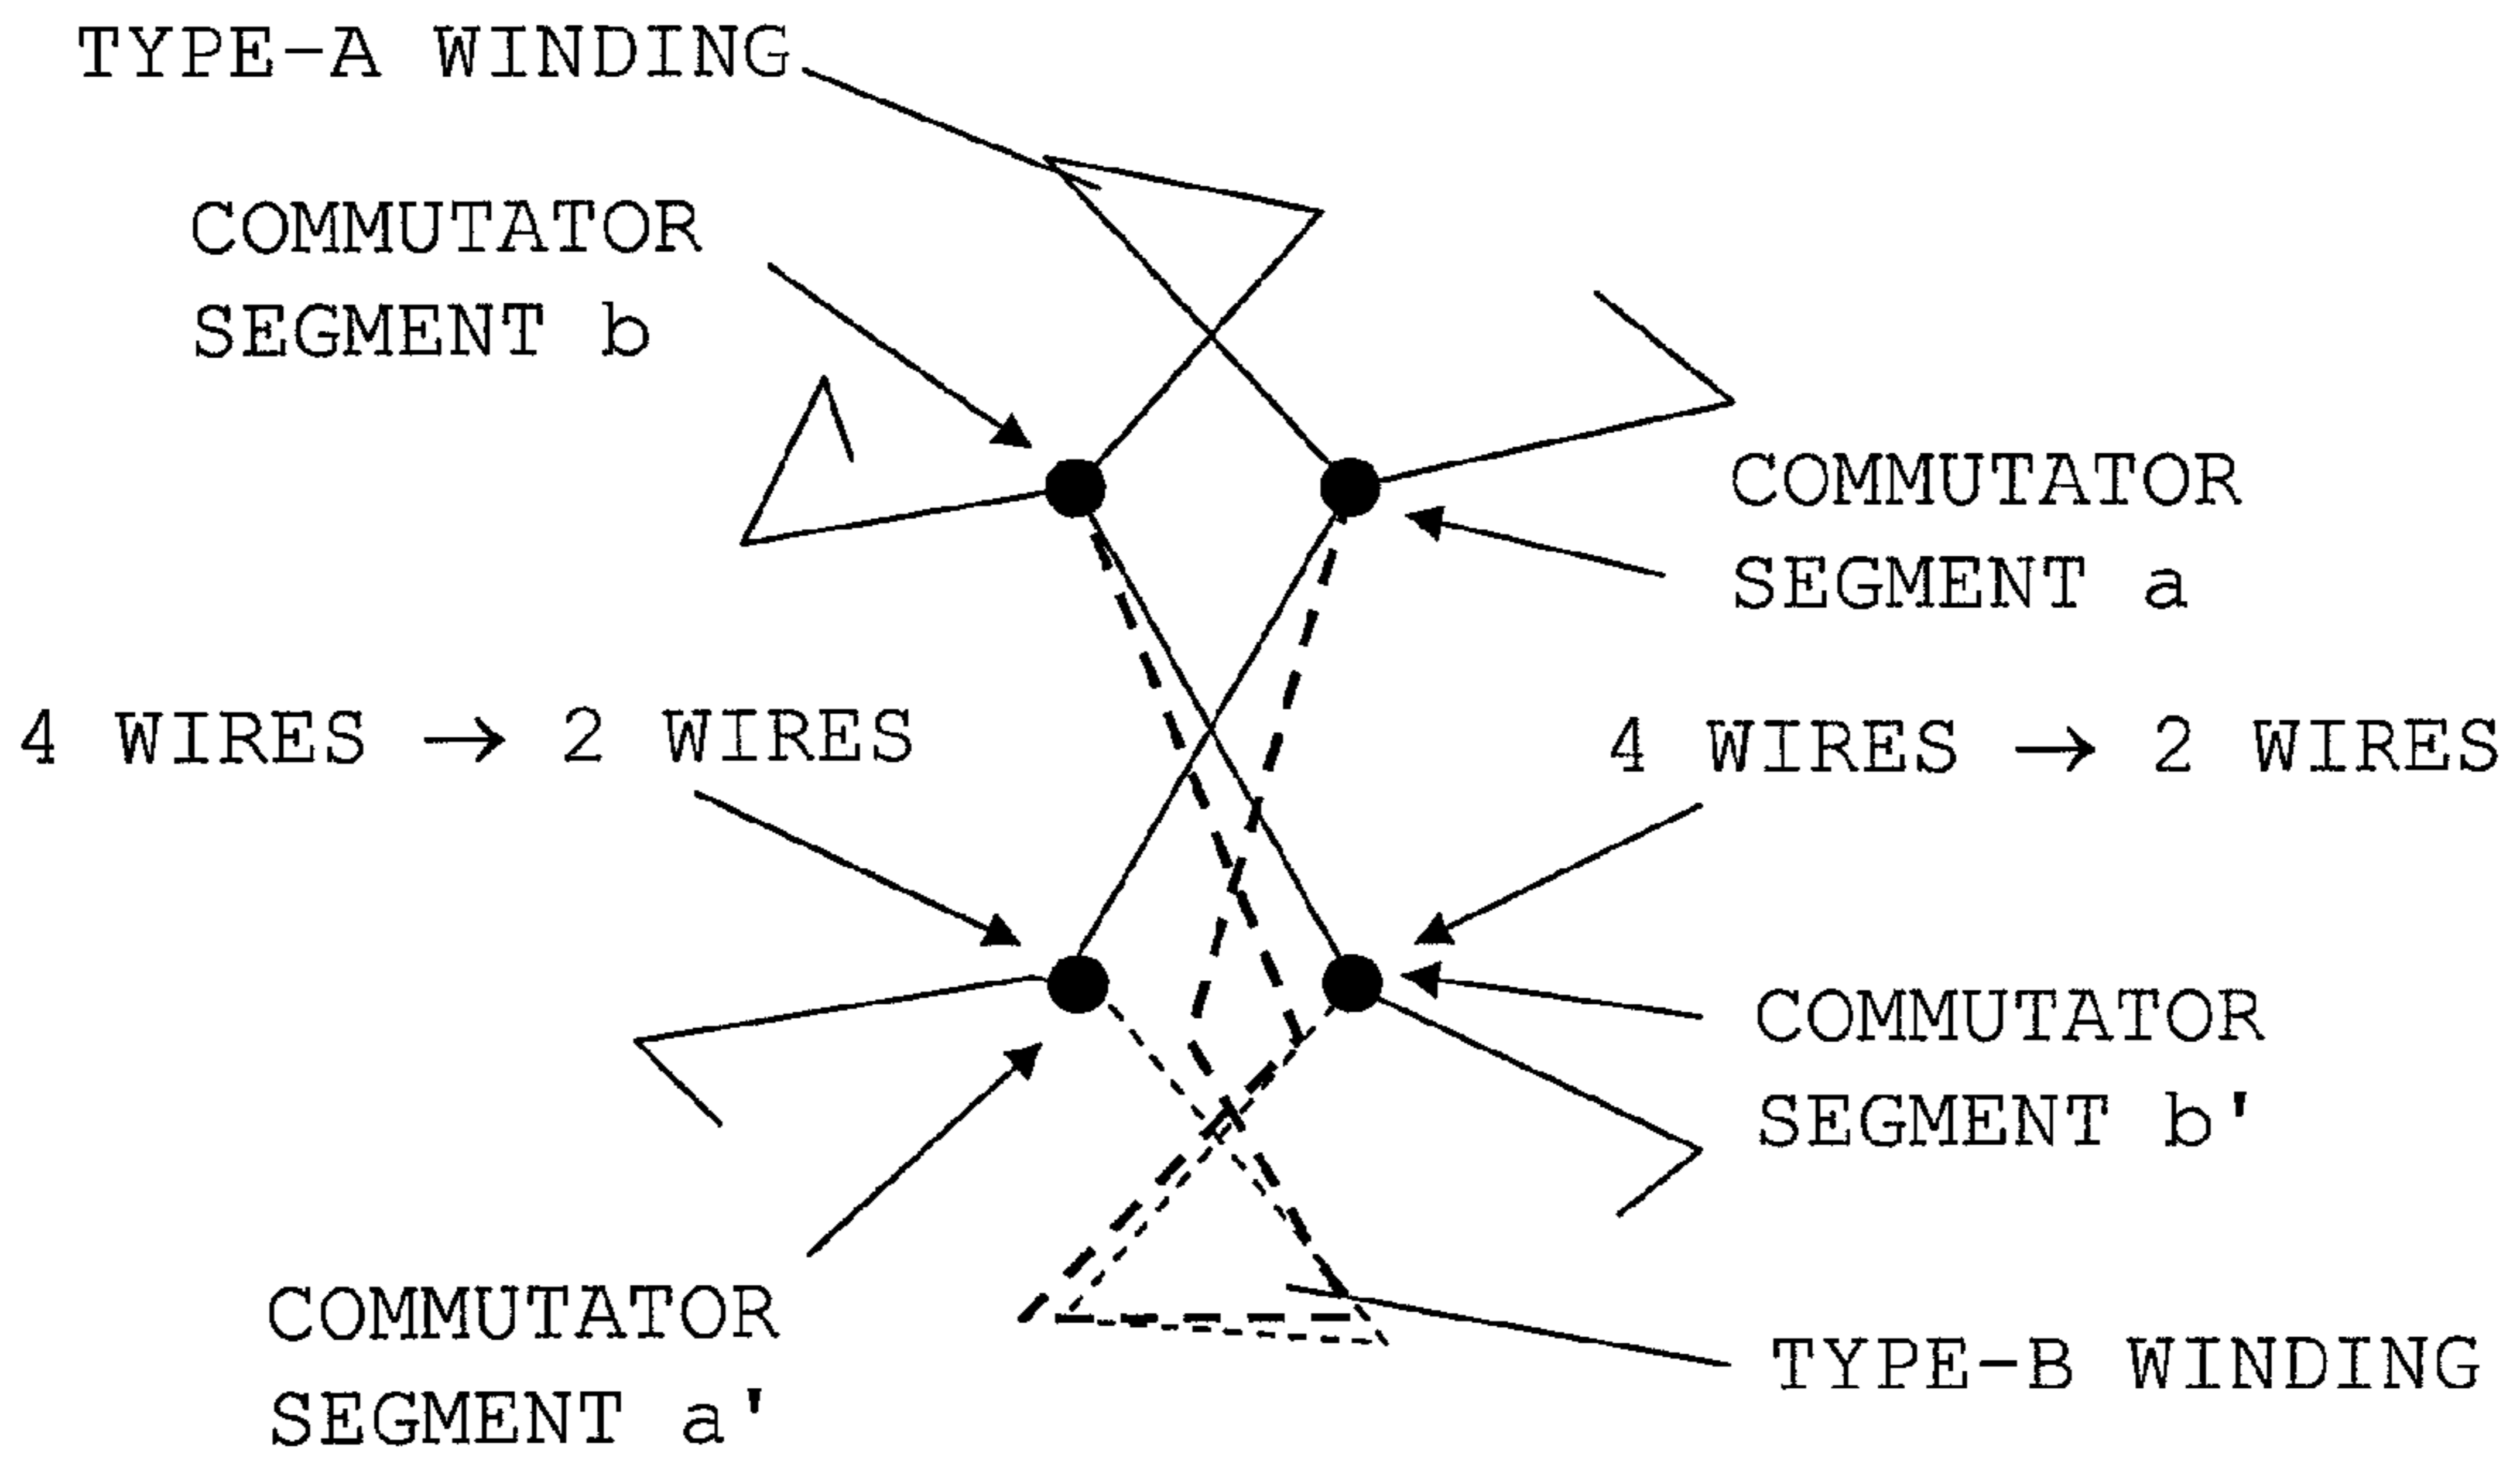 TYPE-A WINDING
COMMUTATOR
SEGMENT b
COMMUTATOR
SEGMENT a
4 WIRES → 2 WIRES
4 WIRES → 2 WIRES
COMMUTATOR
SEGMENT b'
COMMUTATOR
SEGMENT a'
TYPE-B WINDING